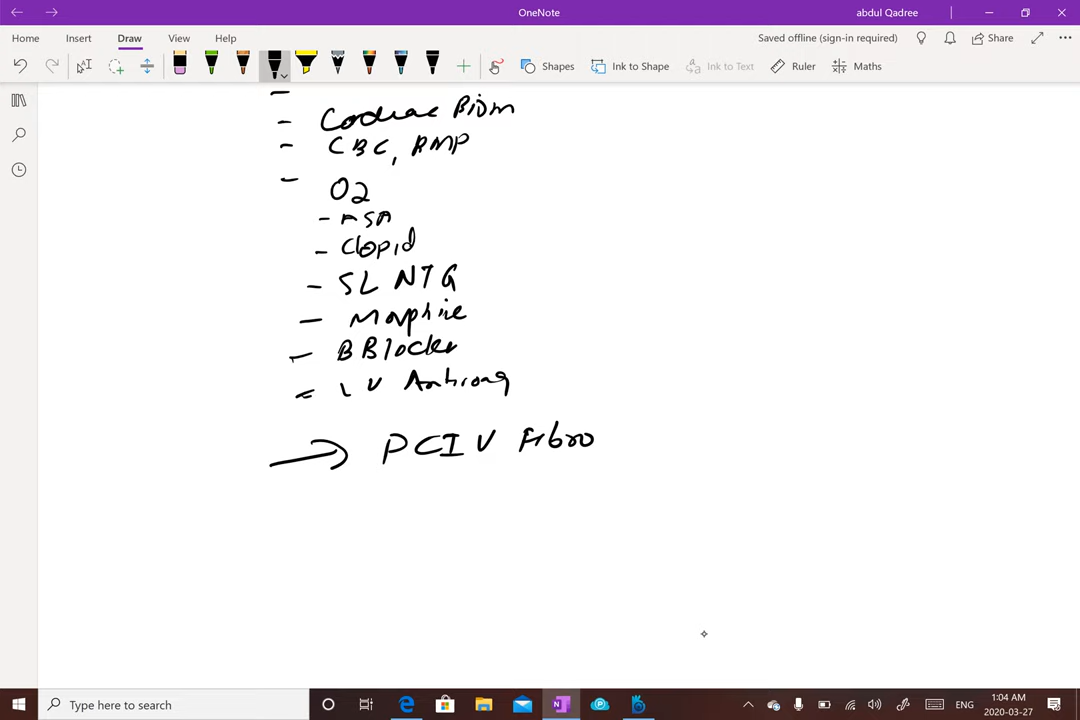 OneNote
abdul Qadree
Home Insert Draw View Help
Saved offline (sign-in required) Share
Shapes Ink to Shape Ink to Text Ruler Maths
- Cardiac Biom
- CBC, BMP
- O2
- ASA
- Clopid
- SL NTG
- Morphine
- B Blocker
- IV Anticoag
→ PCI V Fibro
Type here to search
ENG
1:04 AM
2020-03-27